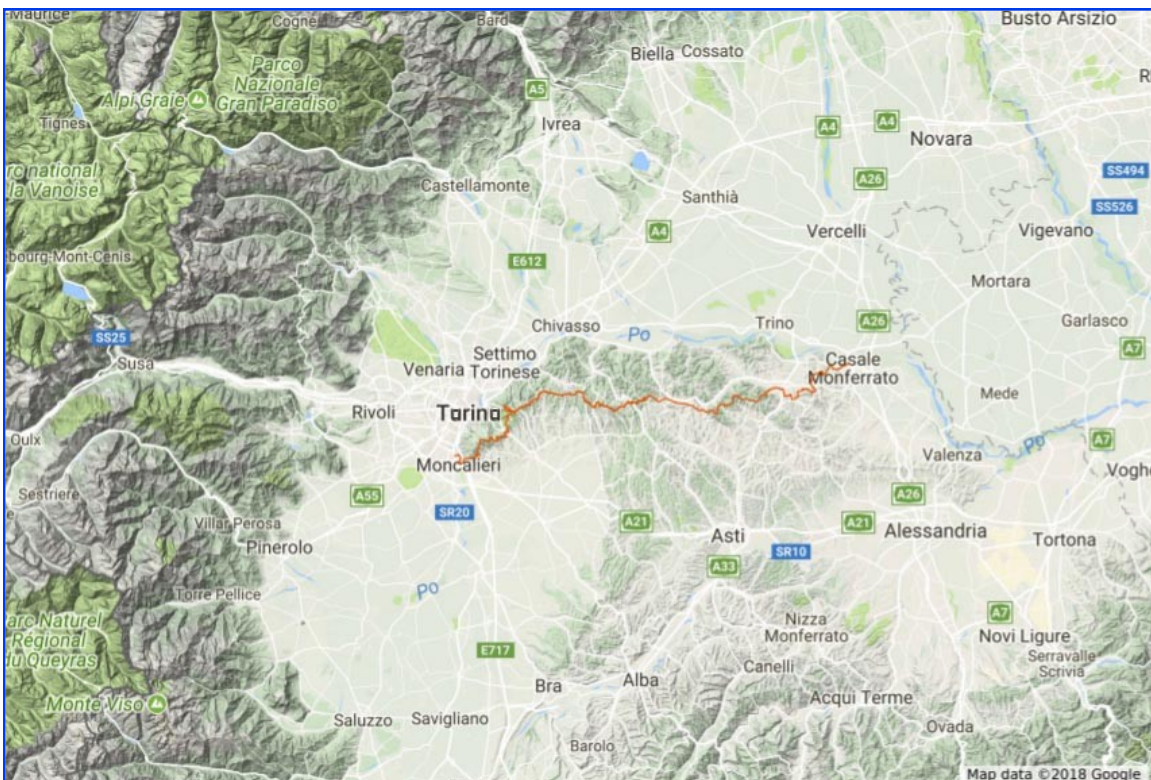 Maurice
Cogne
Bard
Busto Arsizio
Biella
Cossato
Parco
Nazionale
Gran Paradiso
Alpi Graie
A5
Tignes
Ivrea
A4
A4
Novara
rc national
la Vanoise
Castellamonte
Santhià
A26
SS494
SS526
A4
Vercelli
Vigevano
bourg-Mont-Cenis
E612
Mortara
Chivasso
Po
Trino
A26
Garlasco
SS25
Susa
Settimo
Torinese
Venaria
Casale
Monferrato
A7
Rivoli
Torino
Mede
Oulx
Moncalieri
Valenza
Po
A7
Vogh
Sestriere
A55
A26
SR20
Villar Perosa
A21
Asti
A21
Alessandria
Pinerolo
SR10
Tortona
A33
Torre Pellice
Po
Nizza
Monferrato
A7
Novi Ligure
arc Naturel
Régional
du Queyras
E717
Serravalle
Scrivia
Canelli
Bra
Alba
Acqui Terme
Monte Viso
Saluzzo
Savigliano
Ovada
Barolo
Map data ©2018 Google